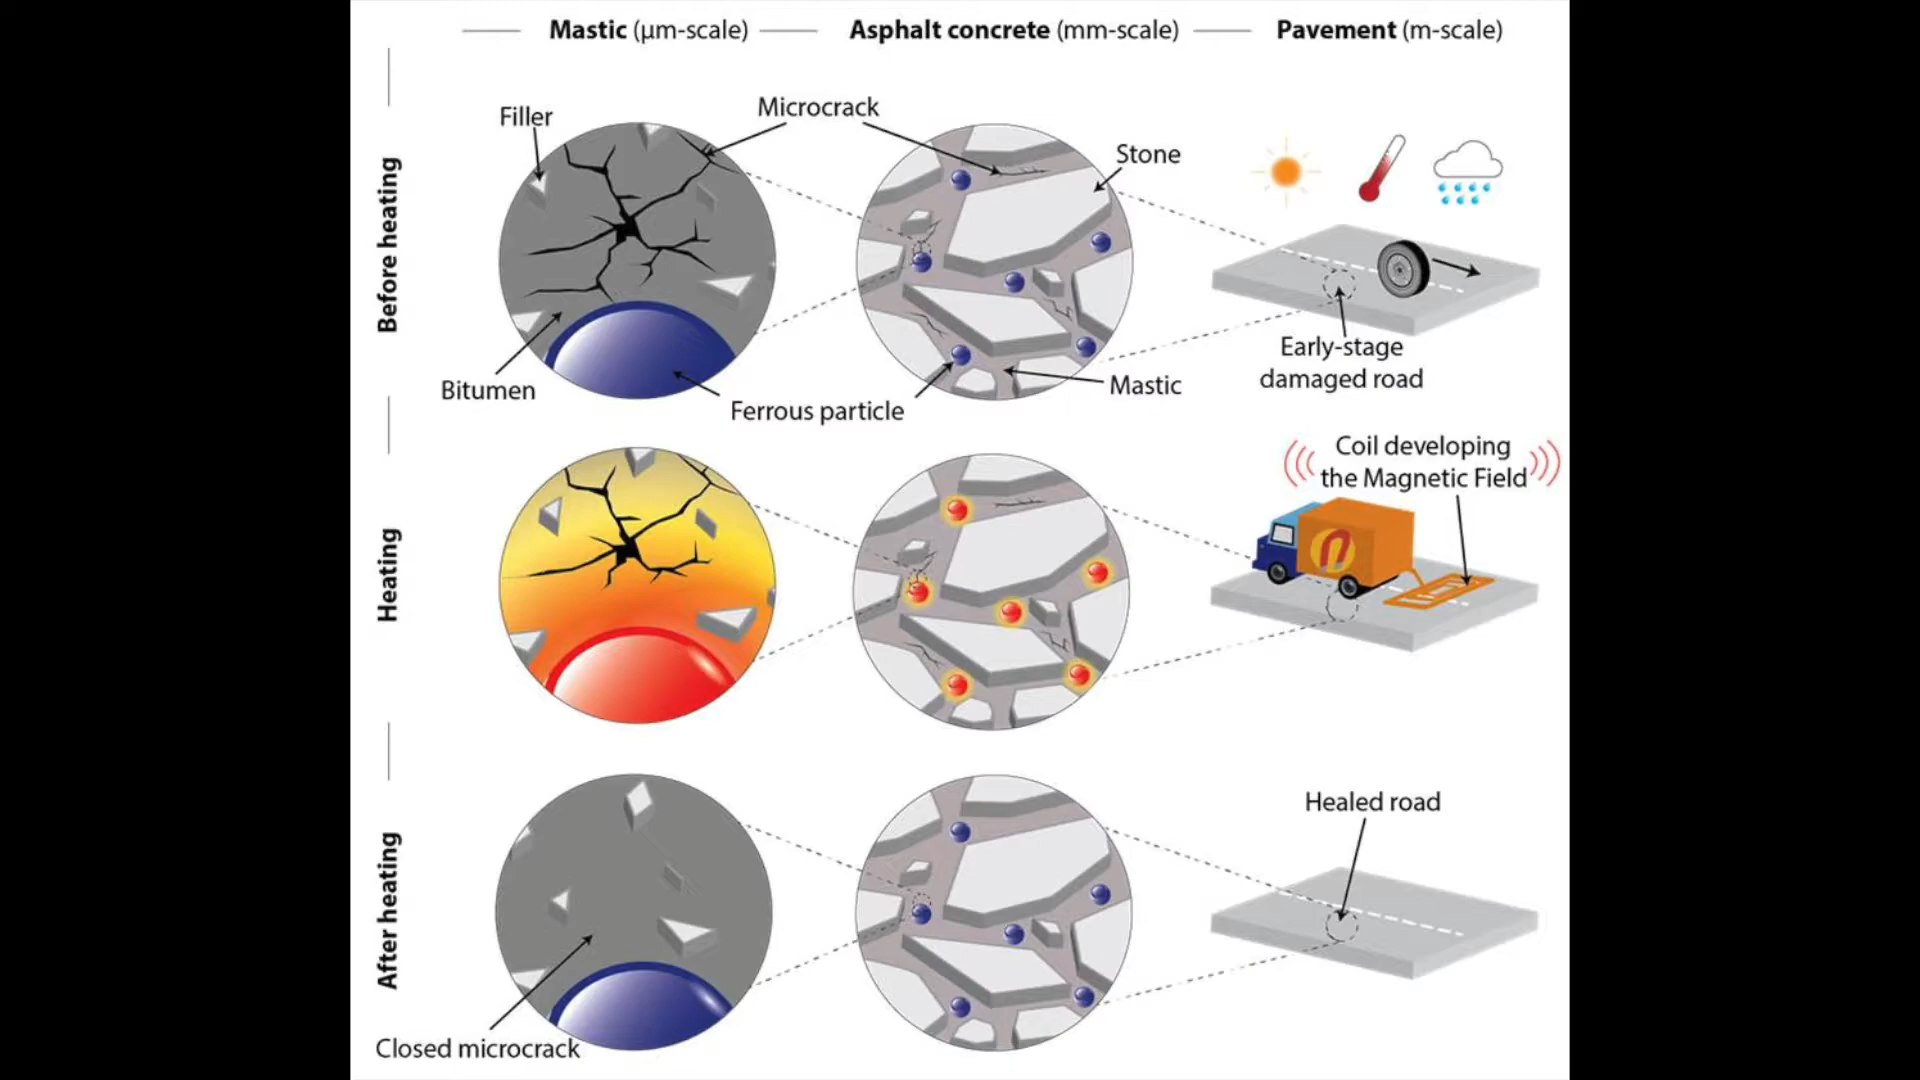 Mastic (µm-scale)
Asphalt concrete (mm-scale)
Pavement (m-scale)
Before heating
Filler
Microcrack
Stone
Bitumen
Ferrous particle
Mastic
Early-stage
damaged road
Heating
Coil developing
the Magnetic Field
After heating
Healed road
Closed microcrack